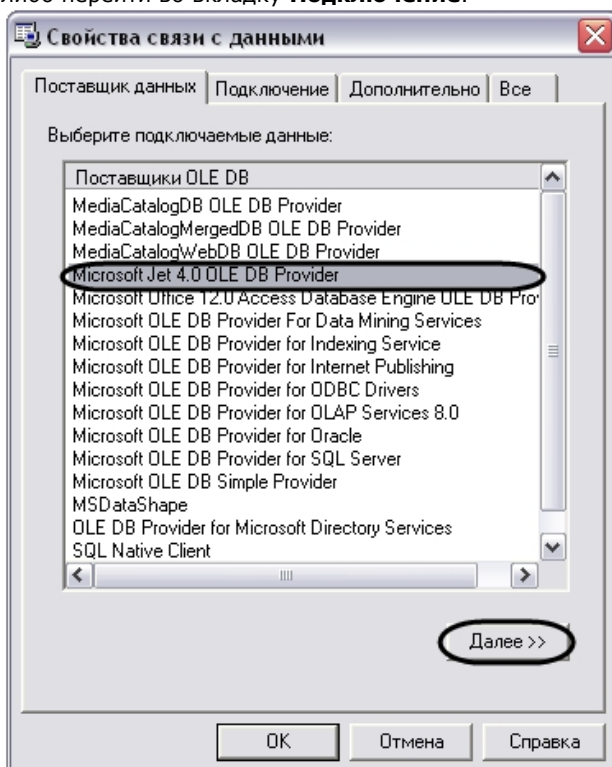 либо перейти во вкладку Подключение.
Свойства связи с данными
Поставщик данных Подключение Дополнительно Все
Выберите подключаемые данные:
Поставщики OLE DB
MediaCatalogDB OLE DB Provider
MediaCatalogMergedDB OLE DB Provider
MediaCatalogWebDB OLE DB Provider
Microsoft Jet 4.0 OLE DB Provider
Microsoft Office 12.0 Access Database Engine OLE DB Pro
Microsoft OLE DB Provider For Data Mining Services
Microsoft OLE DB Provider for Indexing Service
Microsoft OLE DB Provider for Internet Publishing
Microsoft OLE DB Provider for ODBC Drivers
Microsoft OLE DB Provider for OLAP Services 8.0
Microsoft OLE DB Provider for Oracle
Microsoft OLE DB Provider for SQL Server
Microsoft OLE DB Simple Provider
MSDataShape
OLE DB Provider for Microsoft Directory Services
SQL Native Client
Далее >>
OK Отмена Справка